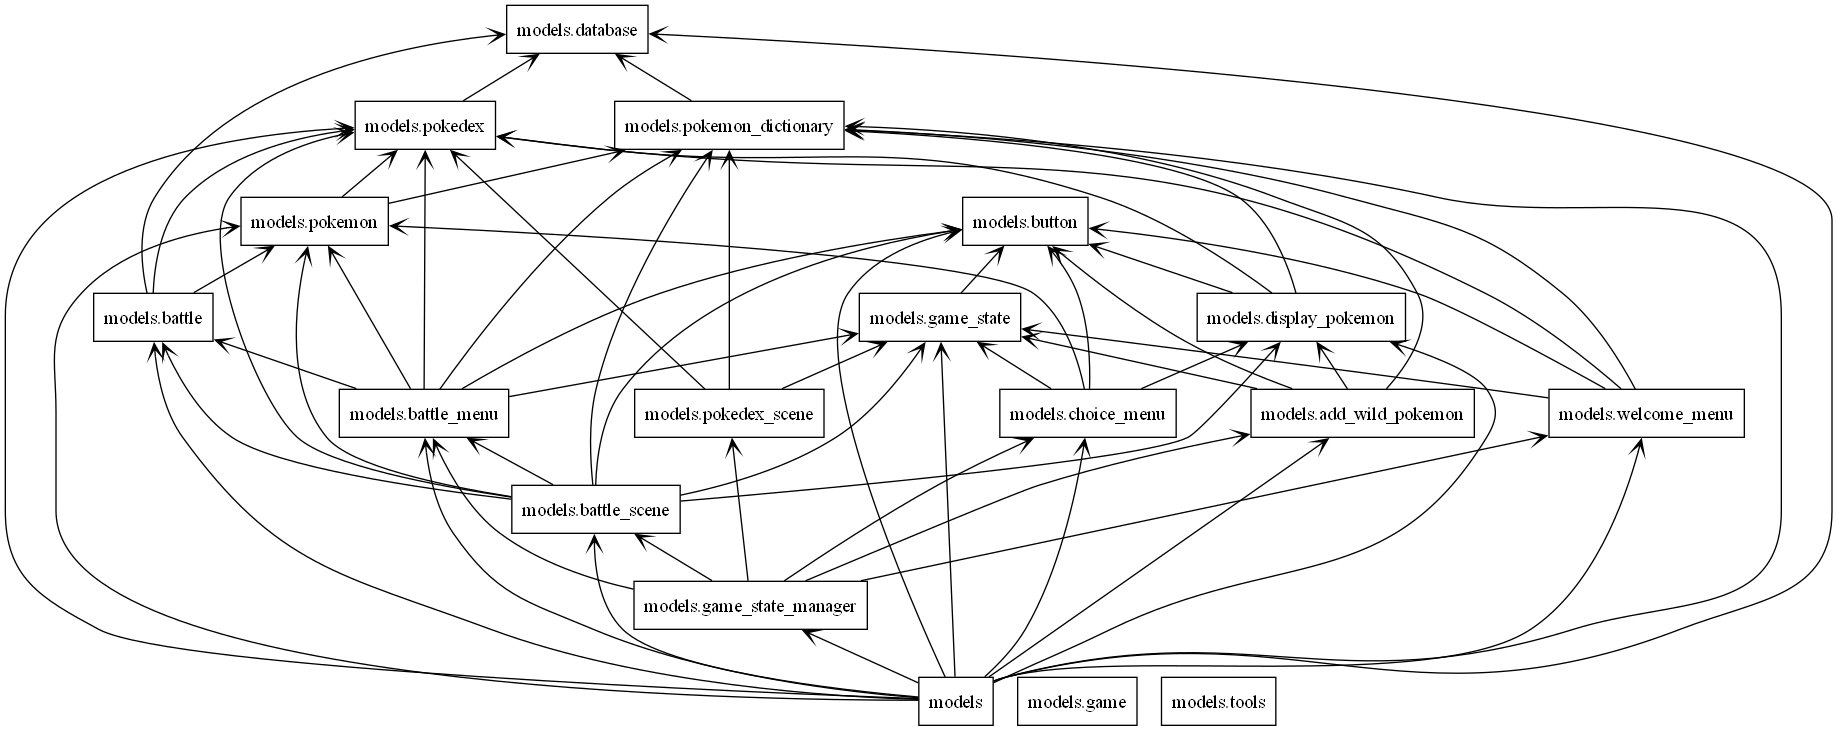 models.database
models.pokedex
models.pokemon_dictionary
models.pokemon
models.button
models.battle
models.game_state
models.display_pokemon
models.battle_menu
models.pokedex_scene
models.choice_menu
models.add_wild_pokemon
models.welcome_menu
models.battle_scene
models.game_state_manager
models
models.game
models.tools